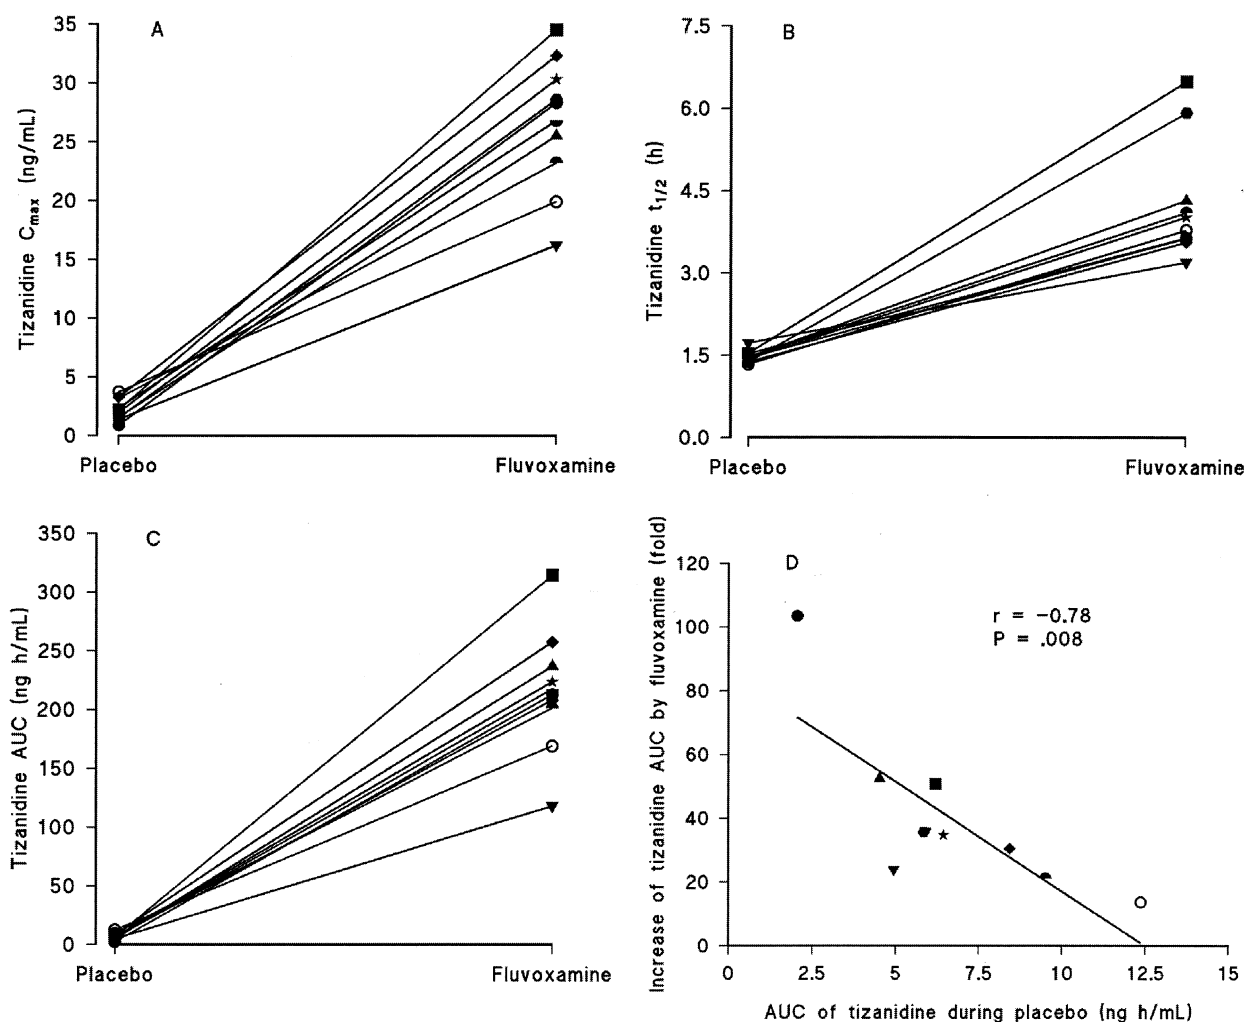 A
Tizanidine Cmax (ng/mL)
35
30
25
20
15
10
5
0
Placebo
Fluvoxamine
B
Tizanidine t1/2 (h)
7.5
6.0
4.5
3.0
1.5
0.0
Placebo
Fluvoxamine
C
Tizanidine AUC (ng h/mL)
350
300
250
200
150
100
50
0
Placebo
Fluvoxamine
D
Increase of tizanidine AUC by fluvoxamine (fold)
120
100
80
60
40
20
0
r = -0.78
P = .008
0 2.5 5 7.5 10 12.5 15
AUC of tizanidine during placebo (ng h/mL)